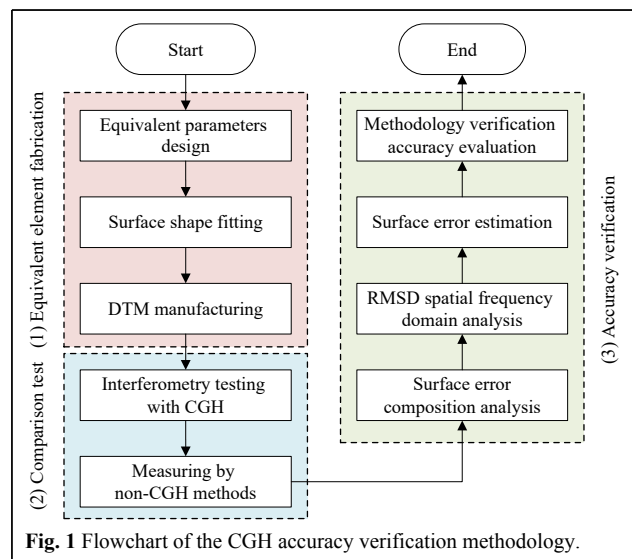 Start
(1) Equivalent element fabrication
Equivalent parameters
design
Surface shape fitting
DTM manufacturing
(2) Comparison test
Interferometry testing
with CGH
Measuring by
non-CGH methods
End
Methodology verification
accuracy evaluation
Surface error estimation
RMSD spatial frequency
domain analysis
Surface error
composition analysis
(3) Accuracy verification
Fig. 1 Flowchart of the CGH accuracy verification methodology.